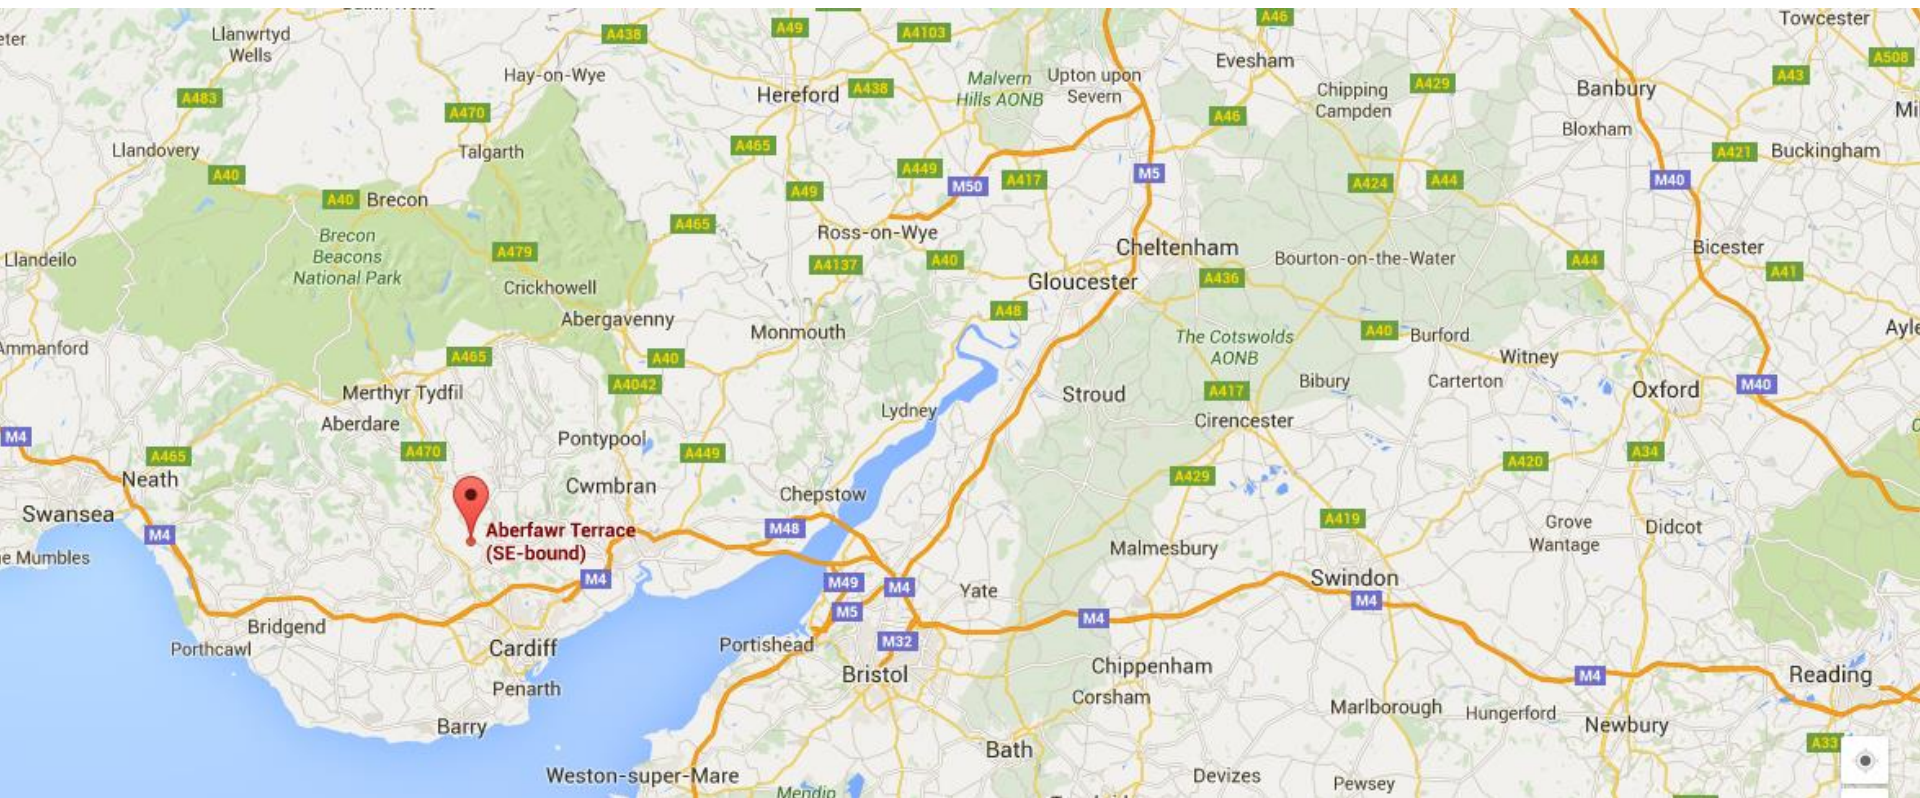 Towcester
Llanwrtyd
Wells
A438
A49
A4103
A46
A508
Evesham
Hay-on-Wye
Malvern
Hills AONB
Upton upon
Severn
A43
Hereford
A438
Chipping
Campden
A429
Banbury
A483
A470
A46
Bloxham
Llandovery
Talgarth
A465
A421
Buckingham
A40
A449
M50
A417
M5
A424
A44
M40
A40
Brecon
A49
A465
Ross-on-Wye
Brecon
Beacons
National Park
A479
Cheltenham
Bicester
Llandeilo
A4137
A40
Bourton-on-the-Water
A44
A41
Crickhowell
Gloucester
A436
Abergavenny
A48
Monmouth
The Cotswolds
AONB
A40
Burford
Ammanford
A465
A40
Witney
A4042
Merthyr Tydfil
Stroud
A417
Bibury
Carterton
Oxford
M40
Aberdare
Lydney
Cirencester
M4
Pontypool
A470
A449
A465
A420
A34
Neath
Cwmbran
Chepstow
A429
Swansea
Aberfawr Terrace
(SE-bound)
M48
A419
Grove
Wantage
Didcot
M4
Malmesbury
M4
M49
M4
Yate
Swindon
M4
M5
M4
Bridgend
Porthcawl
Cardiff
Portishead
M32
Bristol
Chippenham
M4
Reading
Penarth
Corsham
Marlborough
Hungerford
Newbury
Barry
Bath
A33
Weston-super-Mare
Devizes
Pewsey
Mendip